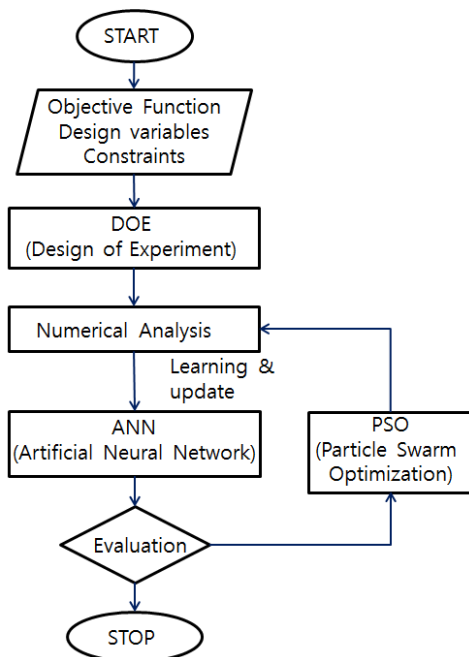 START
Objective Function
Design variables
Constraints
DOE
(Design of Experiment)
Numerical Analysis
Learning &
update
ANN
(Artificial Neural Network)
PSO
(Particle Swarm
Optimization)
Evaluation
STOP